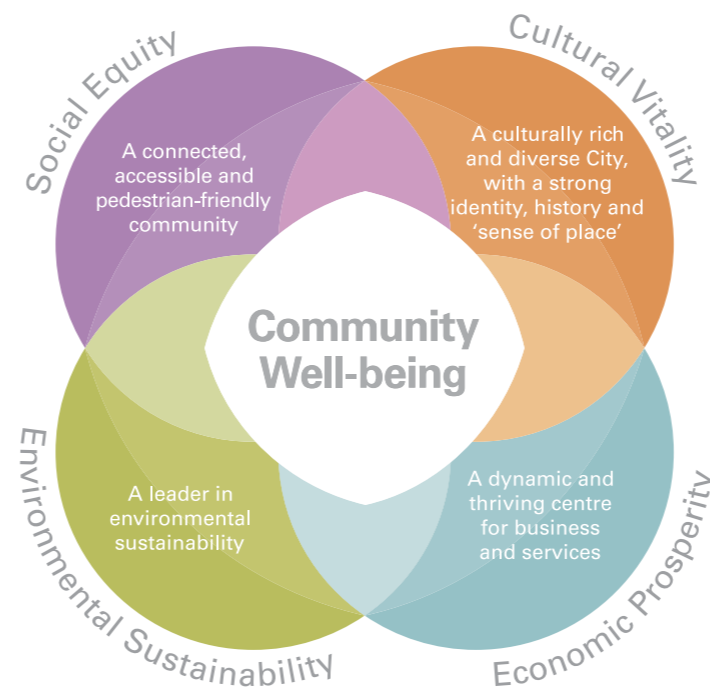 Social Equity
Cultural Vitality
A connected,
accessible and
pedestrian-friendly
community
A culturally rich
and diverse City,
with a strong
identity, history and
‘sense of place’
Community
Well-being
A leader in
environmental
sustainability
A dynamic and
thriving centre
for business
and services
Environmental Sustainability
Economic Prosperity